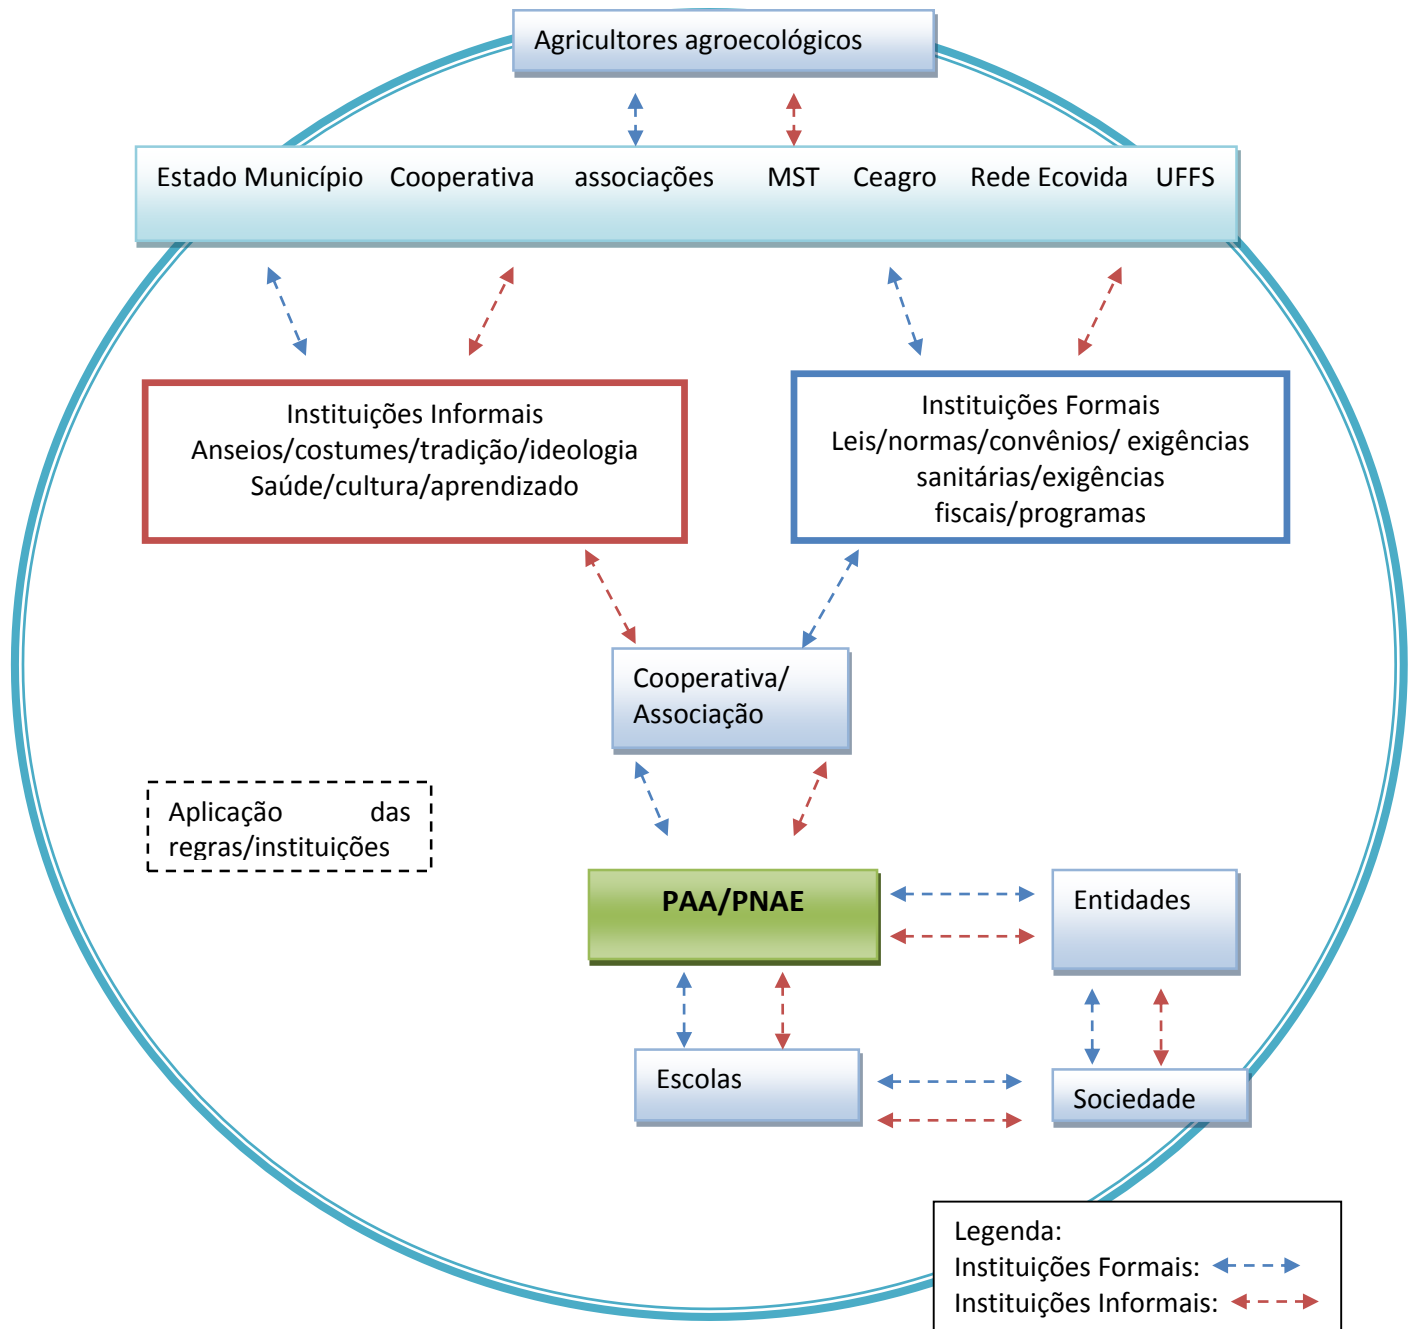 Agricultores agroecológicos
Estado Município Cooperativa associações MST Ceagro Rede Ecovida UFFS
Instituições Informais
Anseios/costumes/tradição/ideologia
Saúde/cultura/aprendizado
Instituições Formais
Leis/normas/convênios/ exigências
sanitárias/exigências
fiscais/programas
Cooperativa/
Associação
Aplicação das
regras/instituições
PAA/PNAE
Entidades
Escolas
Sociedade
Legenda:
Instituições Formais:
Instituições Informais: